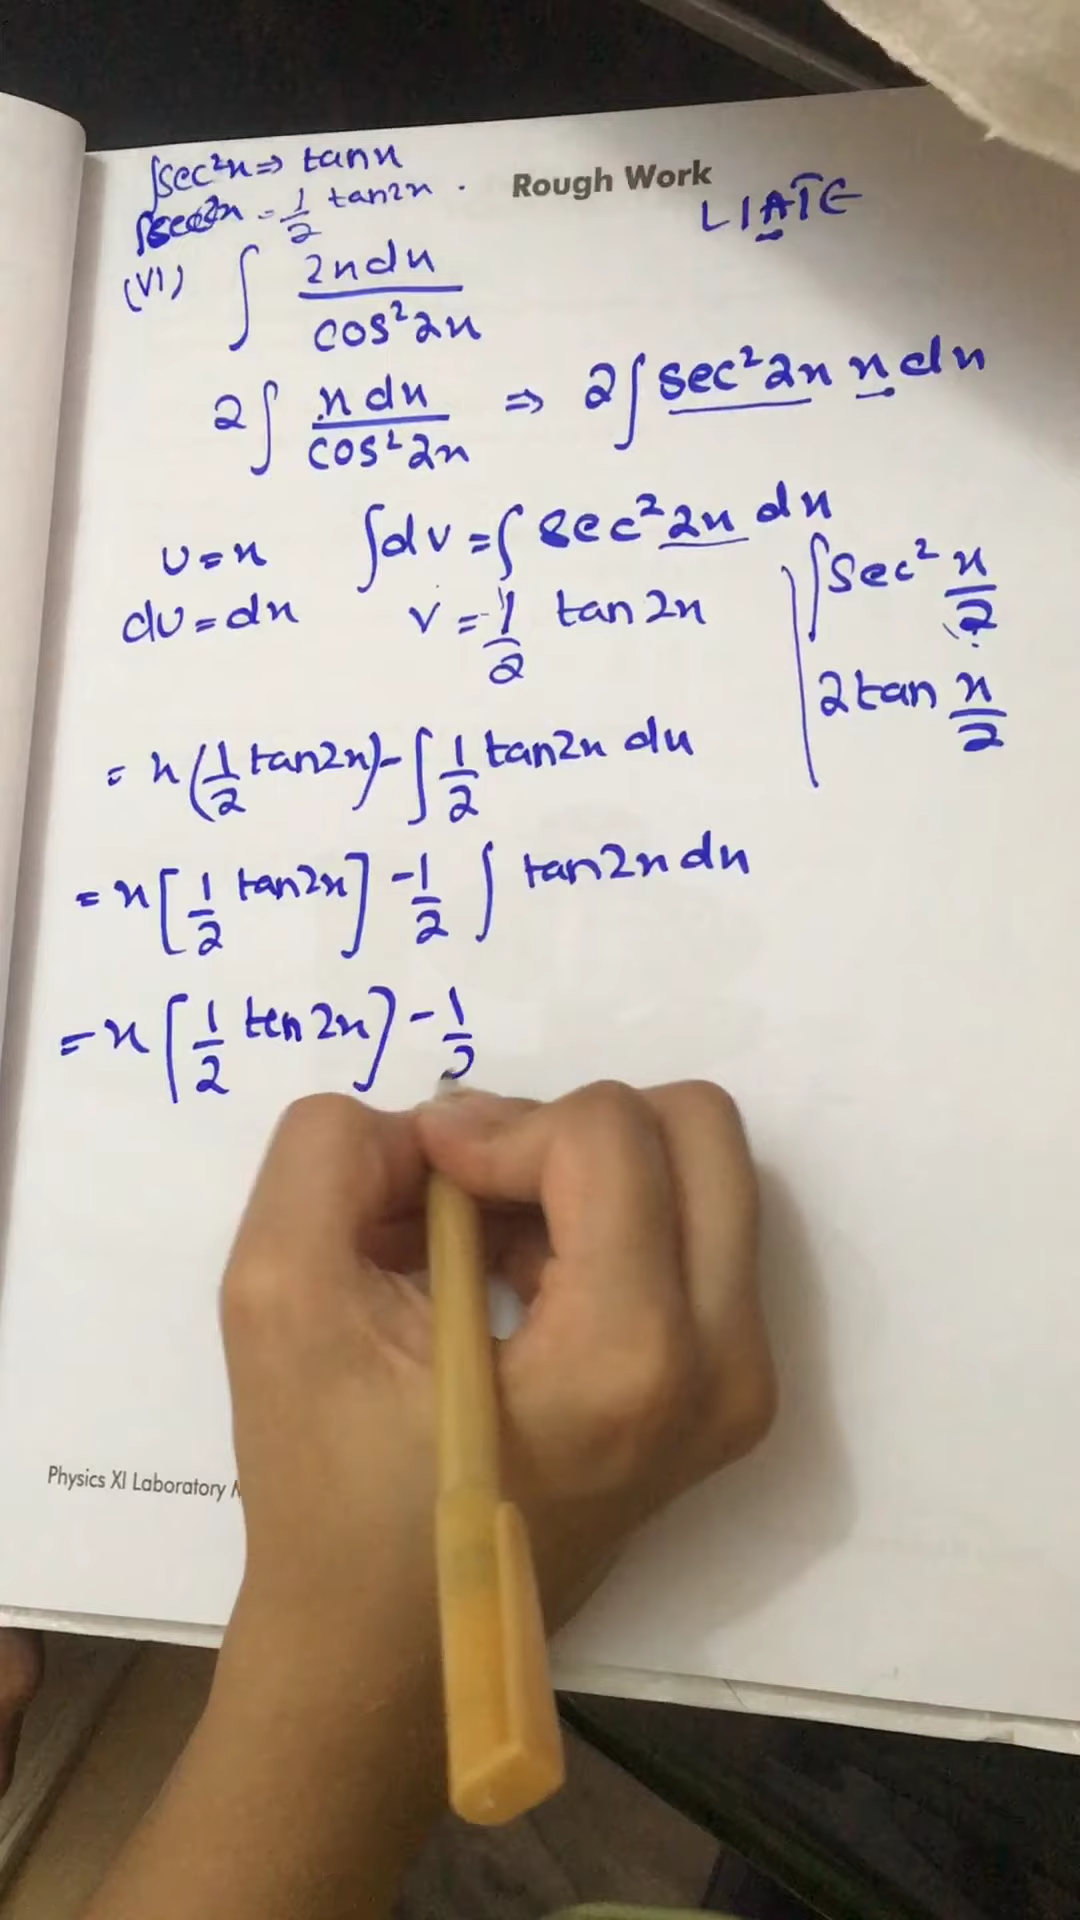 ∫sec²x ⇒ tanx
Rough Work
∫sec²2x = 1/2 tan2x .
LIATE
(VI) ∫ 2xdx / cos²2x
2∫ xdx / cos²2x ⇒ 2∫ sec²2x x dx
u = x ∫dv = ∫ sec²2x dx
du = dx v = 1/2 tan2x
∫sec² x/2
2tan x/2
= x(1/2 tan2x) - ∫ 1/2 tan2x dx
= x[1/2 tan2x] - 1/2 ∫ tan2x dx
= x[1/2 tan2x] - 1/2
Physics XI Laboratory